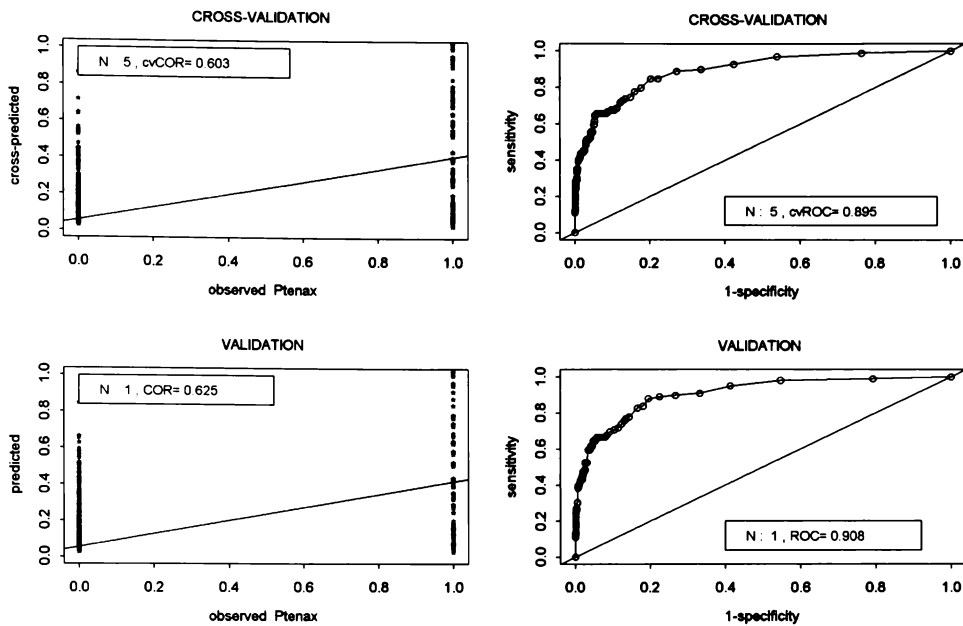 CROSS-VALIDATION
N 5 , cvCOR= 0.603
cross-predicted
0.0 0.2 0.4 0.6 0.8 1.0
0.0 0.2 0.4 0.6 0.8 1.0
observed Ptenax
CROSS-VALIDATION
sensitivity
0.0 0.2 0.4 0.6 0.8 1.0
N : 5 , cvROC= 0.895
0.0 0.2 0.4 0.6 0.8 1.0
1-specificity
VALIDATION
N 1 , COR= 0.625
predicted
0.0 0.2 0.4 0.6 0.8 1.0
0.0 0.2 0.4 0.6 0.8 1.0
observed Ptenax
VALIDATION
sensitivity
0.0 0.2 0.4 0.6 0.8 1.0
N : 1 , ROC= 0.908
0.0 0.2 0.4 0.6 0.8 1.0
1-specificity